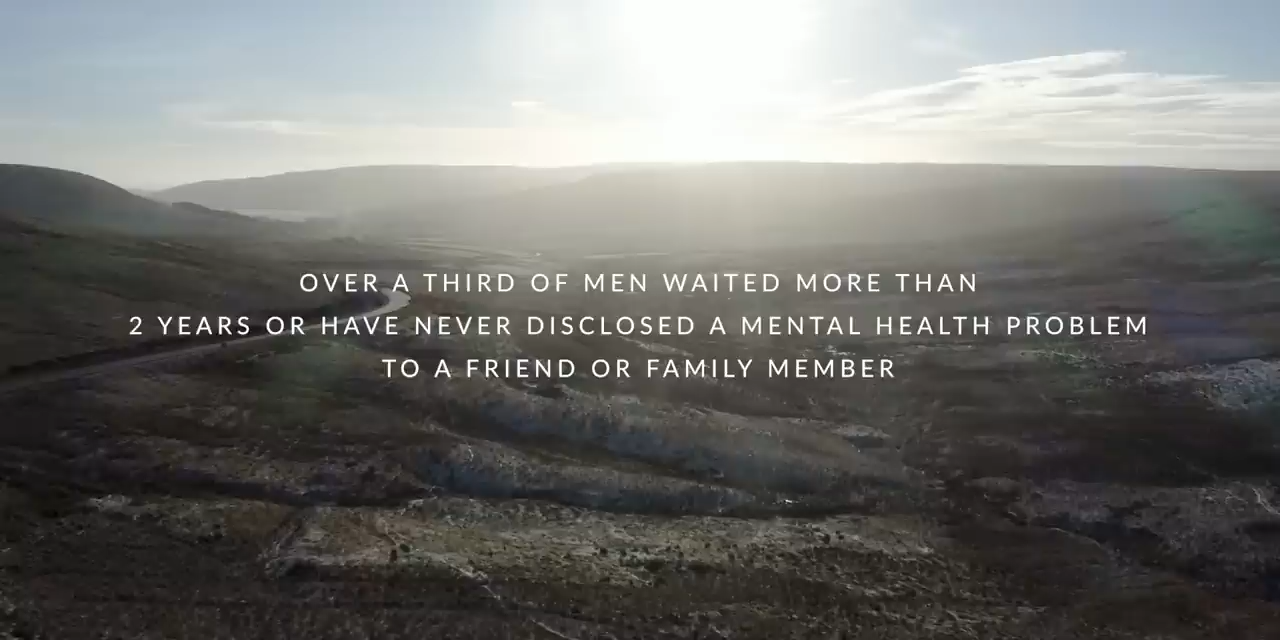 OVER A THIRD OF MEN WAITED MORE THAN
2 YEARS OR HAVE NEVER DISCLOSED A MENTAL HEALTH PROBLEM
TO A FRIEND OR FAMILY MEMBER